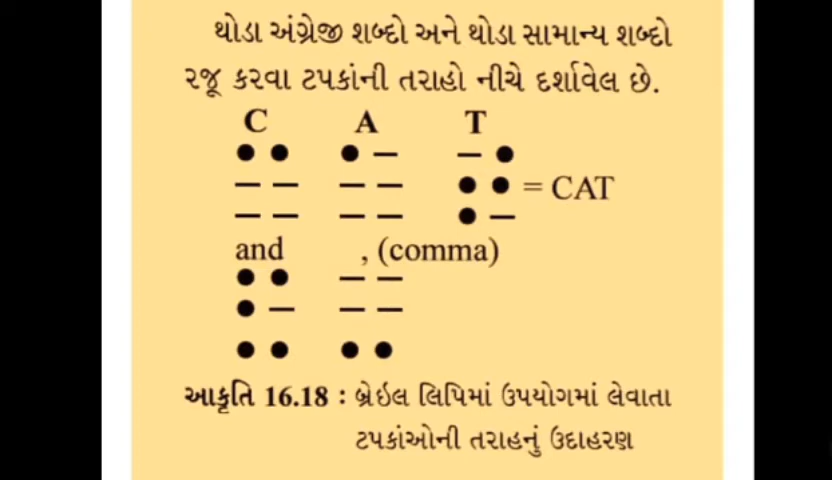 થોડા અંગ્રેજી શબ્દો અને થોડા સામાન્ય શબ્દો
રજૂ કરવા ટપકાંની તરાહો નીચે દર્શાવેલ છે.
C A T
● ● ● — — ●
— — — — ● ● = CAT
— — — — ● —
and , (comma)
● ● — —
● — — —
● ● ● ●
આકૃતિ 16.18 : બ્રેઇલ લિપિમાં ઉપયોગમાં લેવાતા
ટપકાંઓની તરાહનું ઉદાહરણ